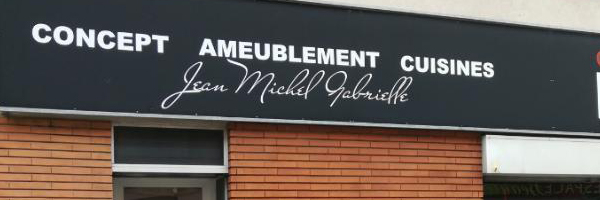 CONCEPT AMEUBLEMENT CUISINES
Jean Michel Gabrielle